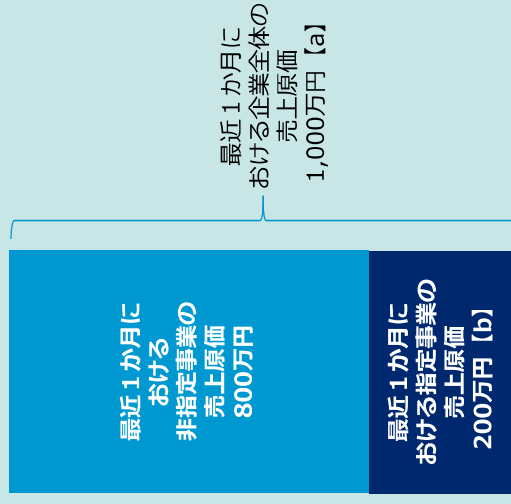 最近１か月に
おける企業全体の
売上原価
1,000万円【a】
最近１か月に
おける
非指定事業の
売上原価
800万円
最近１か月に
おける指定事業の
売上原価
200万円【b】